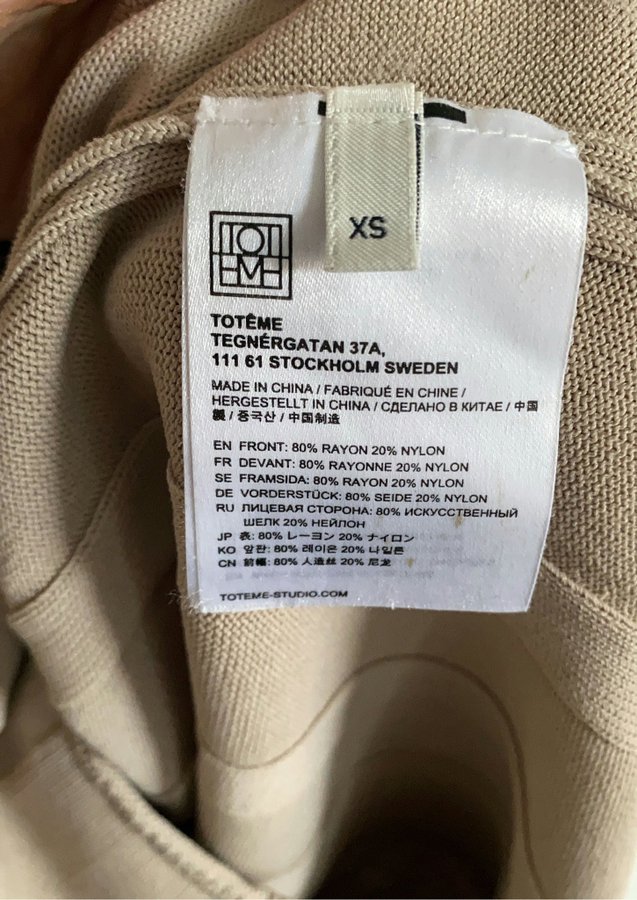 XS
TOTEME
TOTÊME
TEGNÉRGATAN 37A,
111 61 STOCKHOLM SWEDEN
MADE IN CHINA / FABRIQUÉ EN CHINE /
HERGESTELLT IN CHINA / СДЕЛАНО В КИТАЕ / 中国
製 / 중국산 / 中国制造
EN FRONT: 80% RAYON 20% NYLON
FR DEVANT: 80% RAYONNE 20% NYLON
SE FRAMSIDA: 80% RAYON 20% NYLON
DE VORDERSTÜCK: 80% SEIDE 20% NYLON
RU ЛИЦЕВАЯ СТОРОНА: 80% ИСКУССТВЕННЫЙ
ШЕЛК 20% НЕЙЛОН
JP 表: 80% レーヨン 20% ナイロン
KO 앞판: 80% 레이온 20% 나일론
CN 前幅: 80% 人造丝 20% 尼龙
TOTEME-STUDIO.COM